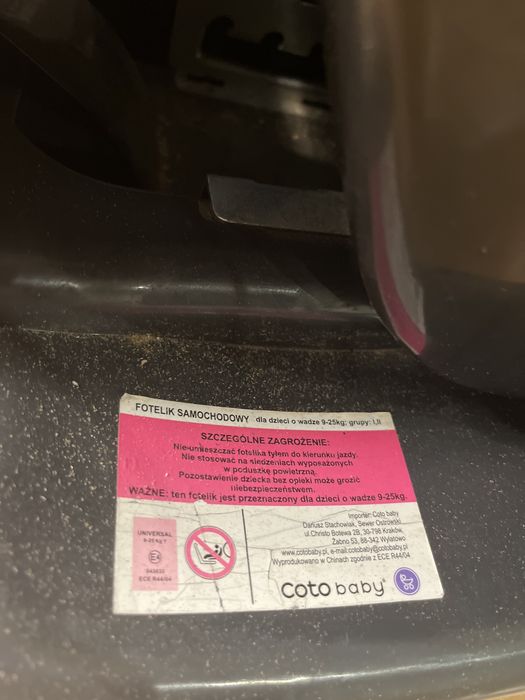 FOTELIK SAMOCHODOWY dla dzieci o wadze 9-25kg; grupy: I,II
SZCZEGÓLNE ZAGROŻENIE:
Nie umieszczać fotelika tyłem do kierunku jazdy.
Nie stosować na siedzeniach wyposażonych
w poduszkę powietrzną.
Pozostawienie dziecka bez opieki może grozić
niebezpieczeństwem.
WAŻNE: ten fotelik jest przeznaczony dla dzieci o wadze 9-25kg.
UNIVERSAL
9-25 kg Y
E4
ECE R44/04
Importer: Coto baby
Dariusz Stachowiak, Sewer Ostrowski
ul.Christo Botewa 2B, 30-798 Kraków,
Żabno 53, 88-342 Wylatowo
www.cotobaby.pl, e-mail:cotobaby@cotobaby.pl
Wyprodukowano w Chinach zgodnie z ECE R44/04
coto baby